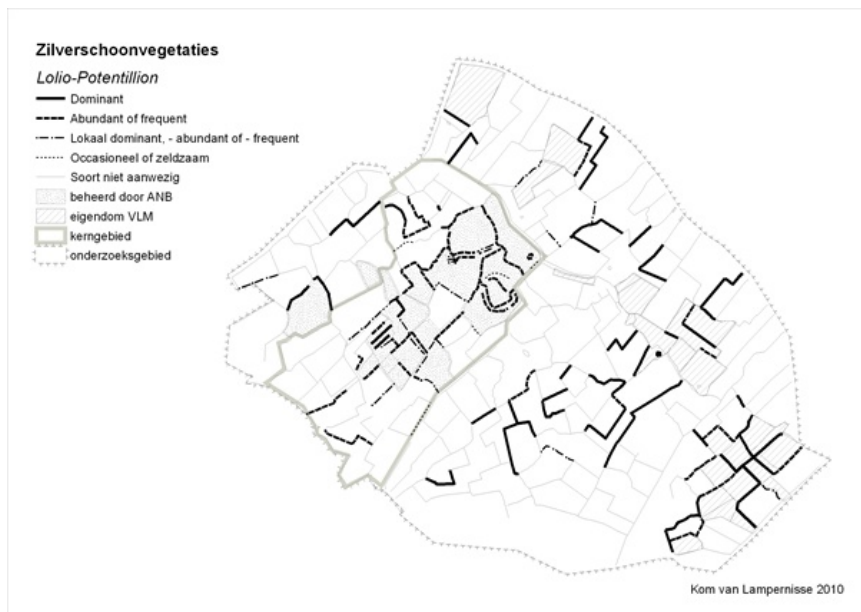 Zilverschoonvegetaties
Lolio-Potentillion
Dominant
Abundant of frequent
Lokaal dominant, - abundant of - frequent
Occasioneel of zeldzaam
Soort niet aanwezig
beheerd door ANB
eigendom VLM
kerngebied
onderzoeksgebied
Kom van Lampernisse 2010